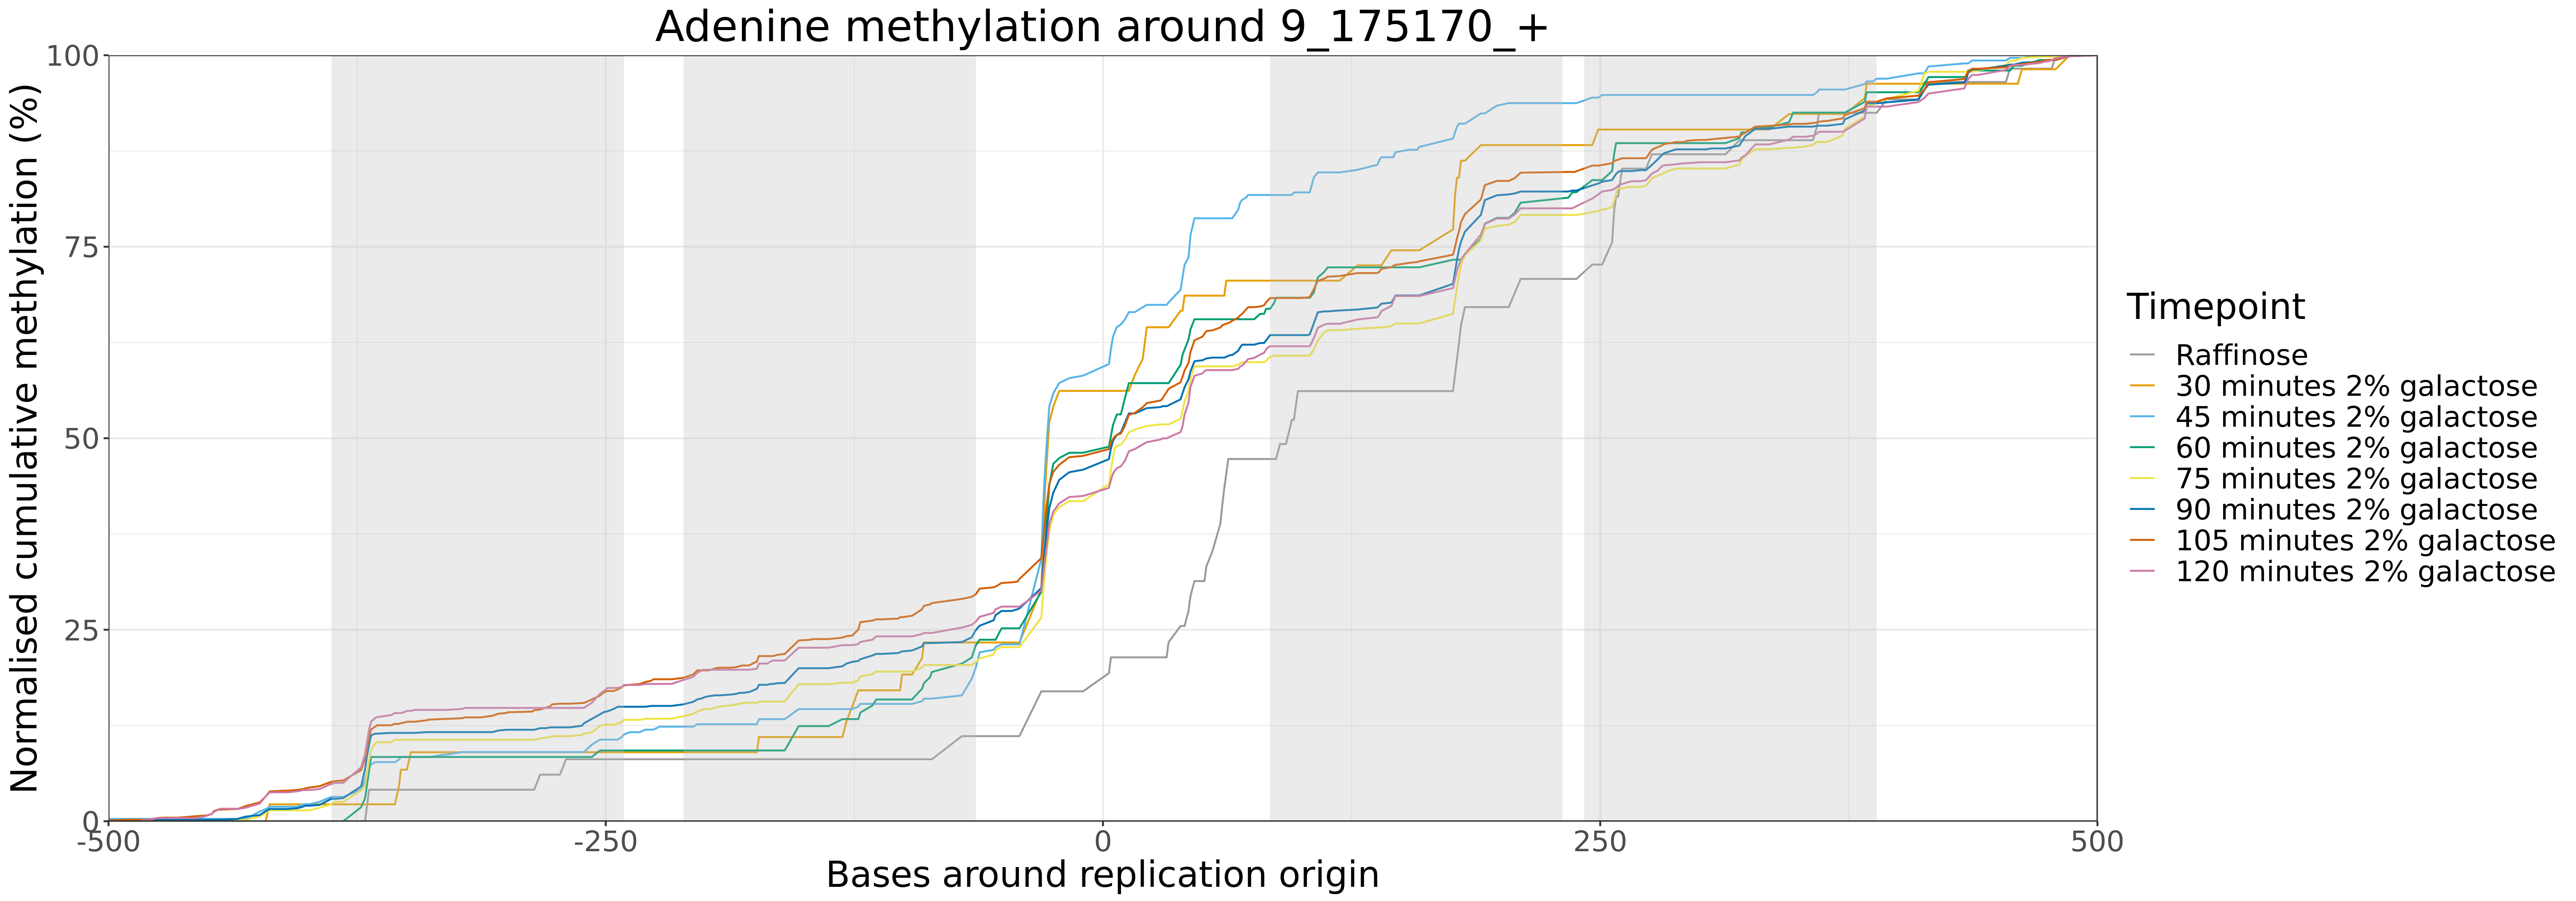 Adenine methylation around 9_175170_+
Normalised cumulative methylation (%)
100
75
50
25
0
-500
-250
0
250
500
Bases around replication origin
Timepoint
Raffinose
30 minutes 2% galactose
45 minutes 2% galactose
60 minutes 2% galactose
75 minutes 2% galactose
90 minutes 2% galactose
105 minutes 2% galactose
120 minutes 2% galactose